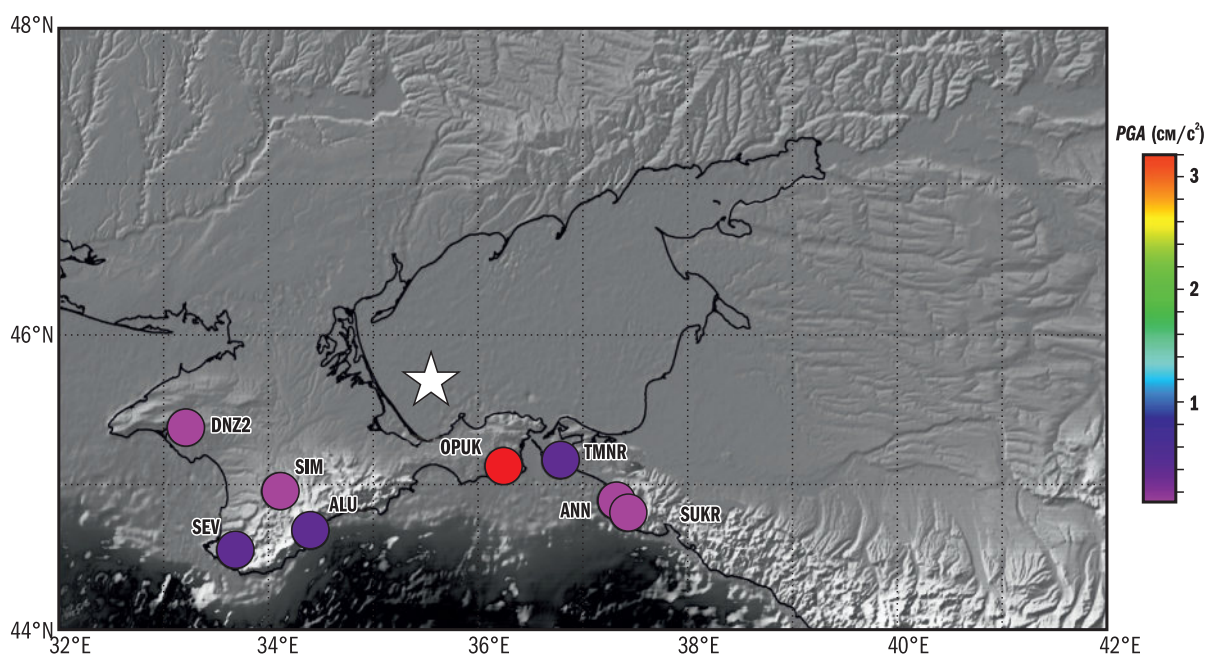 48°N
PGA (см/с²)
3
2
46°N
1
DNZ2
OPUK
TMNR
SIM
ALU
ANN
SUKR
SEV
44°N
32°E
34°E
36°E
38°E
40°E
42°E